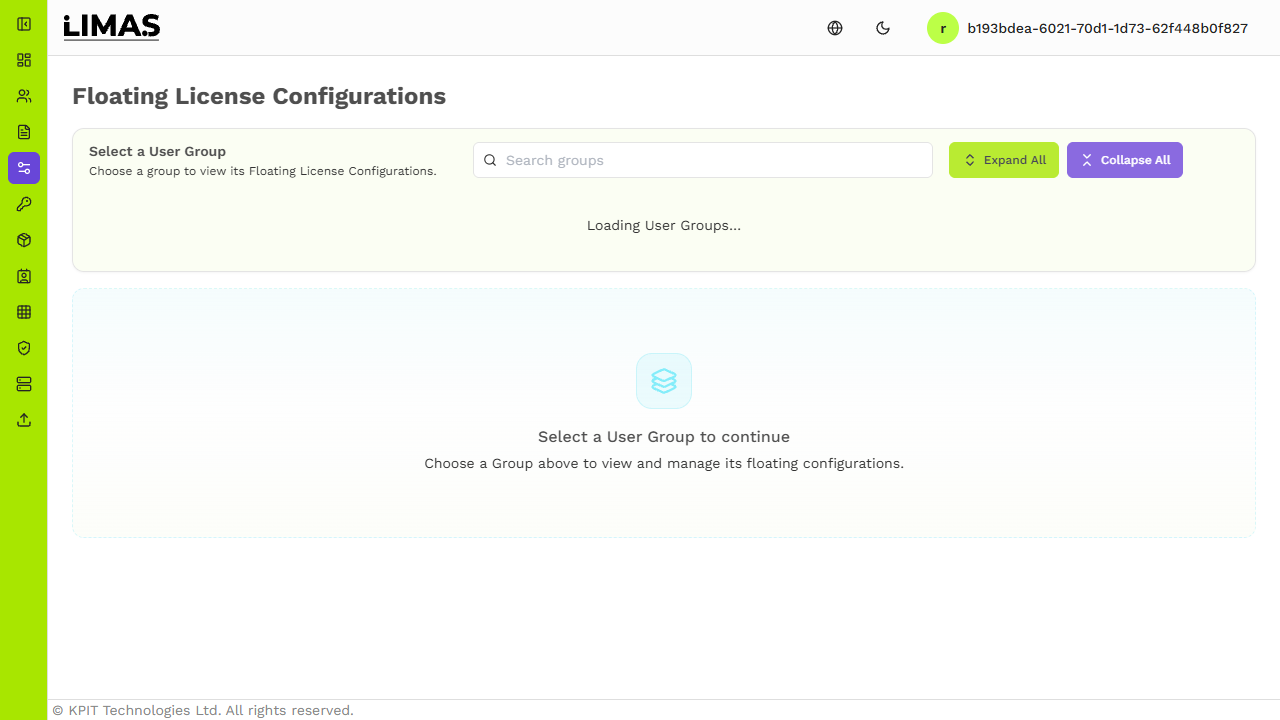 LIMAS
r
b193bdea-6021-70d1-1d73-62f448b0f827
Floating License Configurations
Select a User Group
Choose a group to view its Floating License Configurations.
Search groups
Expand All
Collapse All
Loading User Groups...
Select a User Group to continue
Choose a Group above to view and manage its floating configurations.
© KPIT Technologies Ltd. All rights reserved.